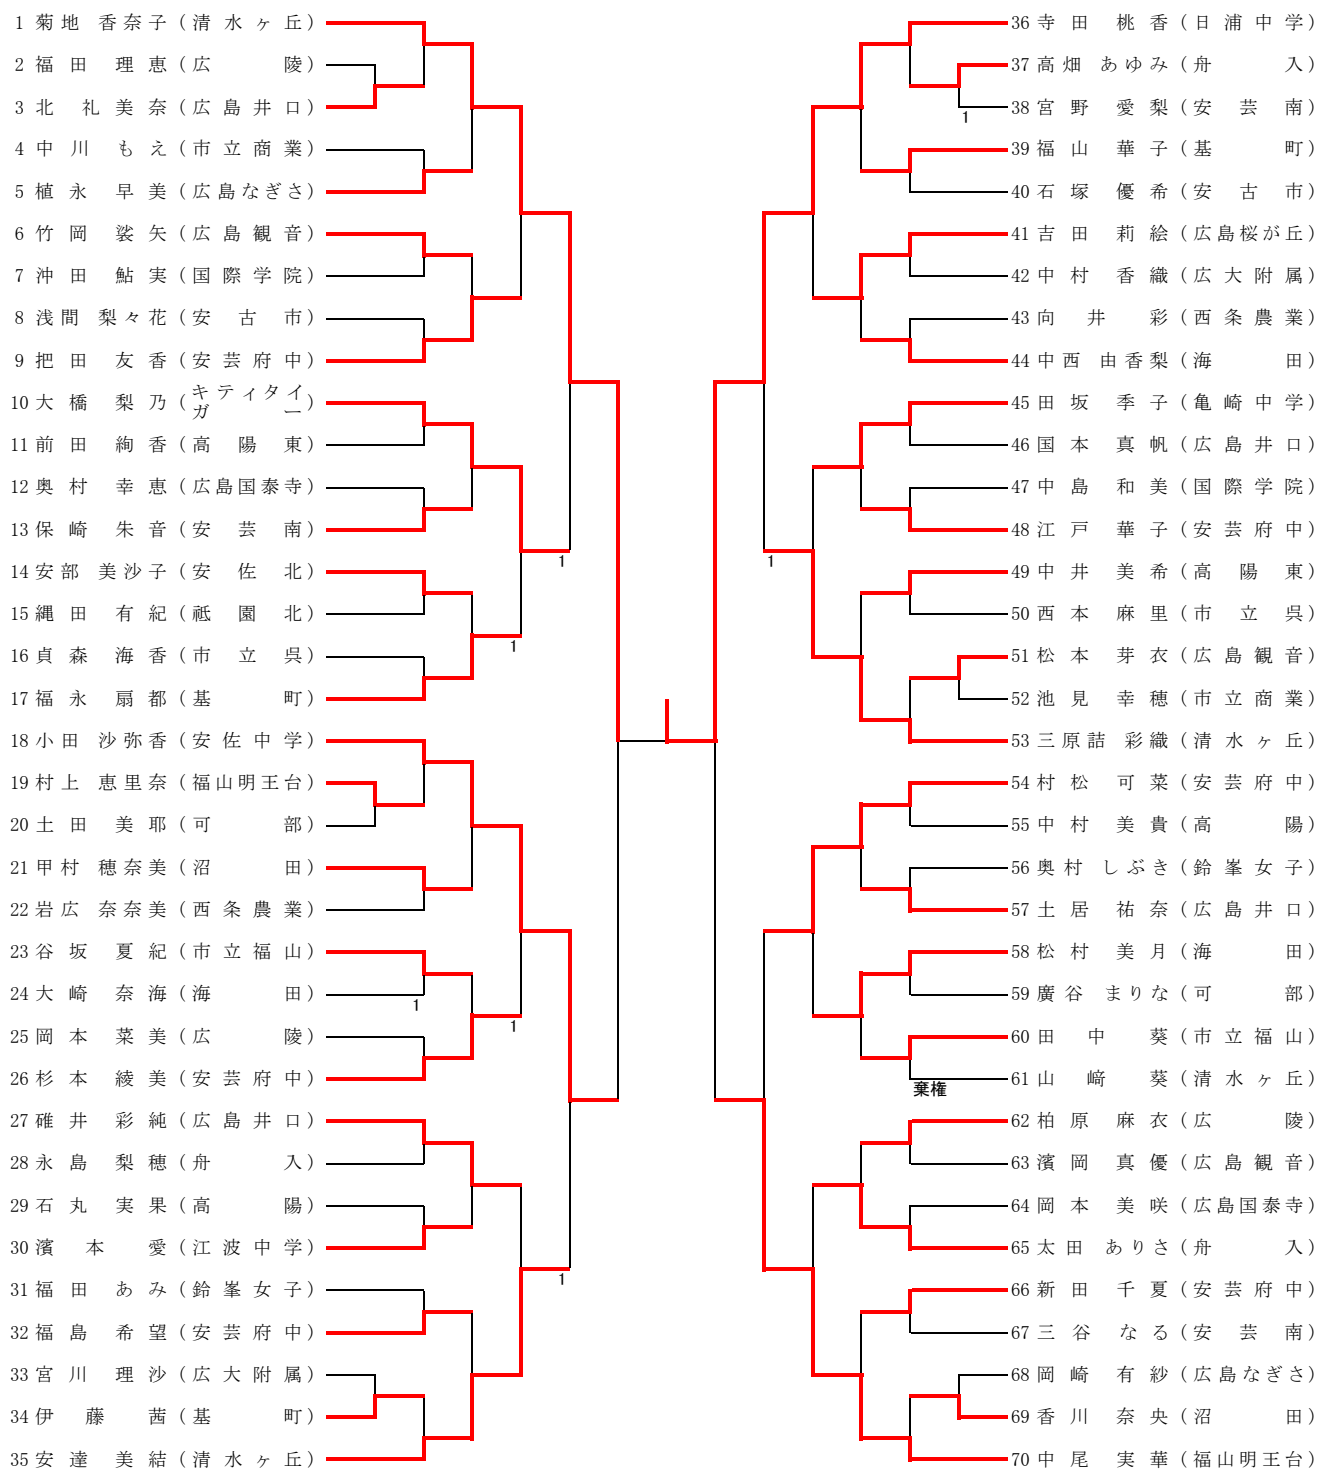 1 菊地 香奈子 (清水ヶ丘)
2 福田 理恵 (広陵)
3 北 礼美奈 (広島井口)
4 中川 もえ (市立商業)
5 植永 早美 (広島なぎさ)
6 竹岡 裟矢 (広島観音)
7 沖田 鮎実 (国際学院)
8 浅間 梨々花 (安古市)
9 把田 友香 (安芸府中)
10 大橋 梨乃 (キティタイガー)
11 前田 絢香 (高陽東)
12 奥村 幸恵 (広島国泰寺)
13 保崎 朱音 (安芸南)
1
14 安部 美沙子 (安佐北)
15 縄田 有紀 (祗園北)
1
16 貞森 海香 (市立呉)
17 福永 扇都 (基町)
18 小田 沙弥香 (安佐中学)
19 村上 恵里奈 (福山明王台)
20 土田 美耶 (可部)
21 甲村 穂奈美 (沼田)
22 岩広 奈奈美 (西条農業)
23 谷坂 夏紀 (市立福山)
24 大崎 奈海 (海田)
1
1
25 岡本 菜美 (広陵)
26 杉本 綾美 (安芸府中)
27 碓井 彩純 (広島井口)
28 永島 梨穂 (舟入)
29 石丸 実果 (高陽)
30 濱本 愛 (江波中学)
1
31 福田 あみ (鈴峯女子)
32 福島 希望 (安芸府中)
33 宮川 理沙 (広大附属)
34 伊藤 茜 (基町)
35 安達 美結 (清水ヶ丘)
36 寺田 桃香 (日浦中学)
37 高畑 あゆみ (舟入)
38 宮野 愛梨 (安芸南)
1
39 福山 華子 (基町)
40 石塚 優希 (安古市)
41 吉田 莉絵 (広島桜が丘)
42 中村 香織 (広大附属)
43 向井 彩 (西条農業)
44 中西 由香梨 (海田)
45 田坂 季子 (亀崎中学)
46 国本 真帆 (広島井口)
47 中島 和美 (国際学院)
48 江戸 華子 (安芸府中)
1
49 中井 美希 (高陽東)
50 西本 麻里 (市立呉)
51 松本 芽衣 (広島観音)
52 池見 幸穂 (市立商業)
53 三原詰 彩織 (清水ヶ丘)
54 村松 可菜 (安芸府中)
55 中村 美貴 (高陽)
56 奥村 しぶき (鈴峯女子)
57 土居 祐奈 (広島井口)
58 松村 美月 (海田)
59 廣谷 まりな (可部)
60 田中 葵 (市立福山)
61 山﨑 葵 (清水ヶ丘)
棄権
62 柏原 麻衣 (広陵)
63 濱岡 真優 (広島観音)
64 岡本 美咲 (広島国泰寺)
65 太田 ありさ (舟入)
66 新田 千夏 (安芸府中)
67 三谷 なる (安芸南)
68 岡崎 有紗 (広島なぎさ)
69 香川 奈央 (沼田)
70 中尾 実華 (福山明王台)